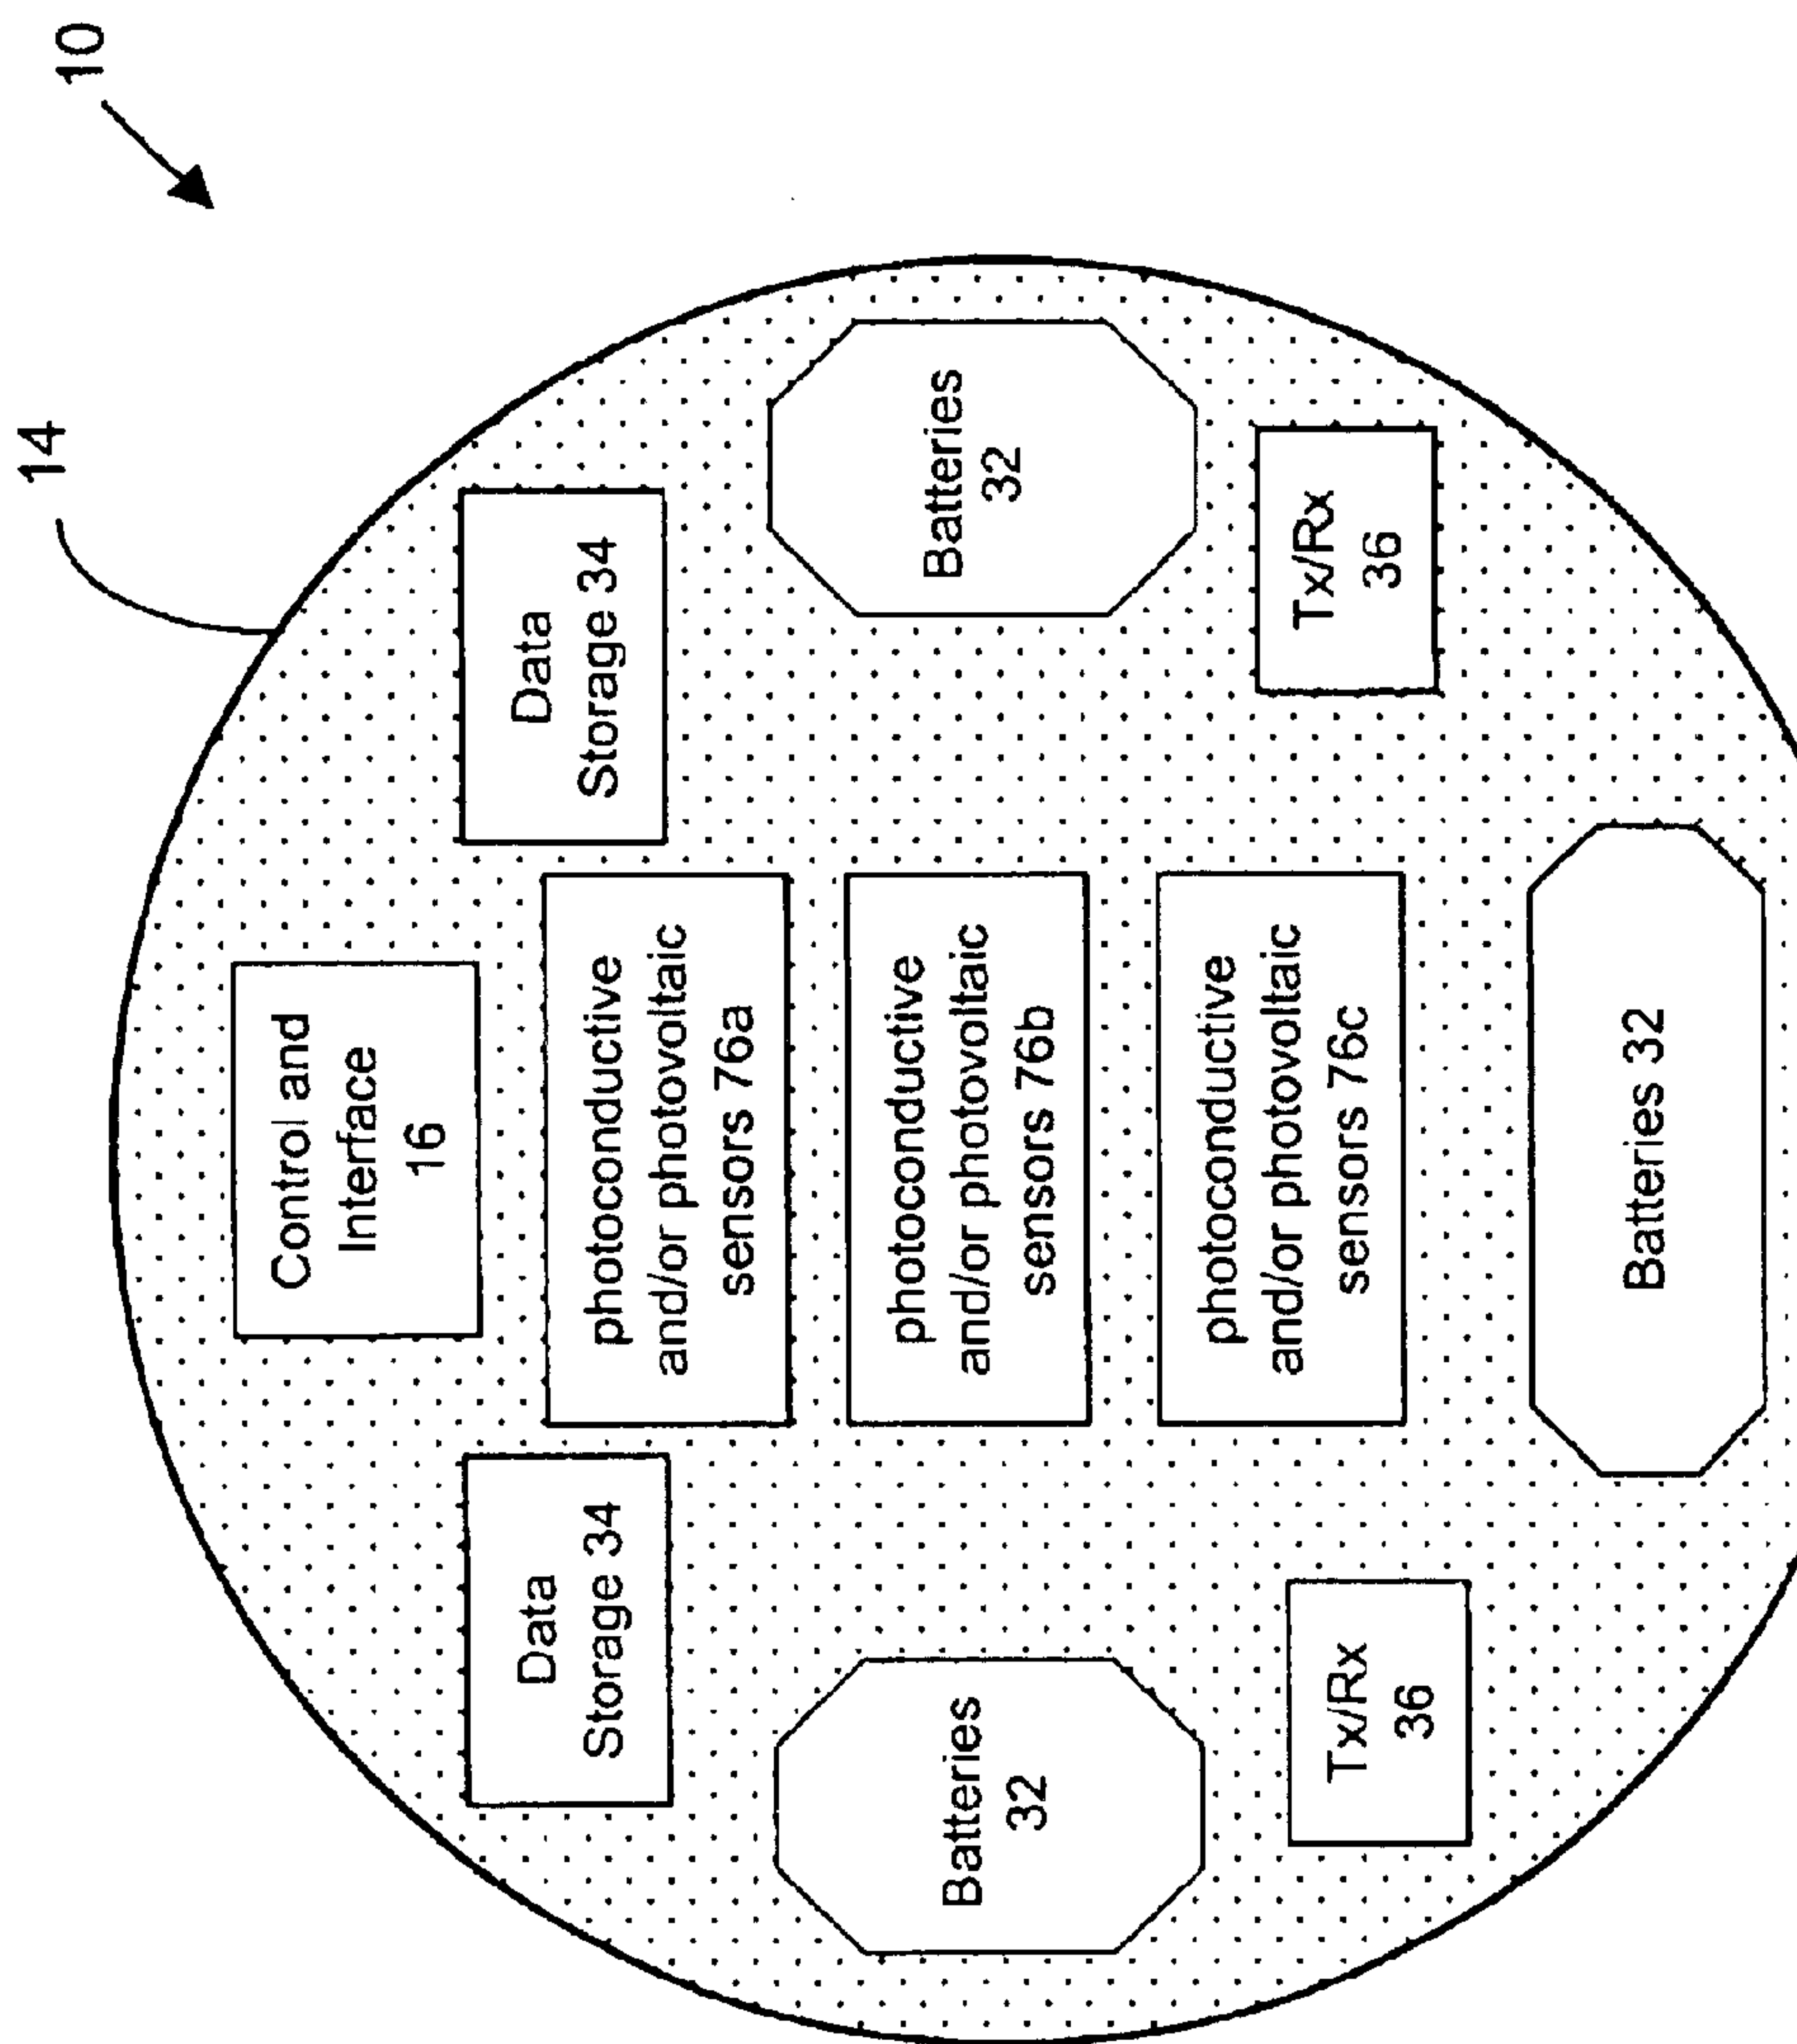 10
14
Control and
Interface
16
Data
Storage 34
Data
Storage 34
photoconductive
and/or photovoltaic
sensors 76a
photoconductive
and/or photovoltaic
sensors 76b
photoconductive
and/or photovoltaic
sensors 76c
Batteries
32
Batteries
32
Tx/Rx
36
Tx/Rx
36
Batteries 32